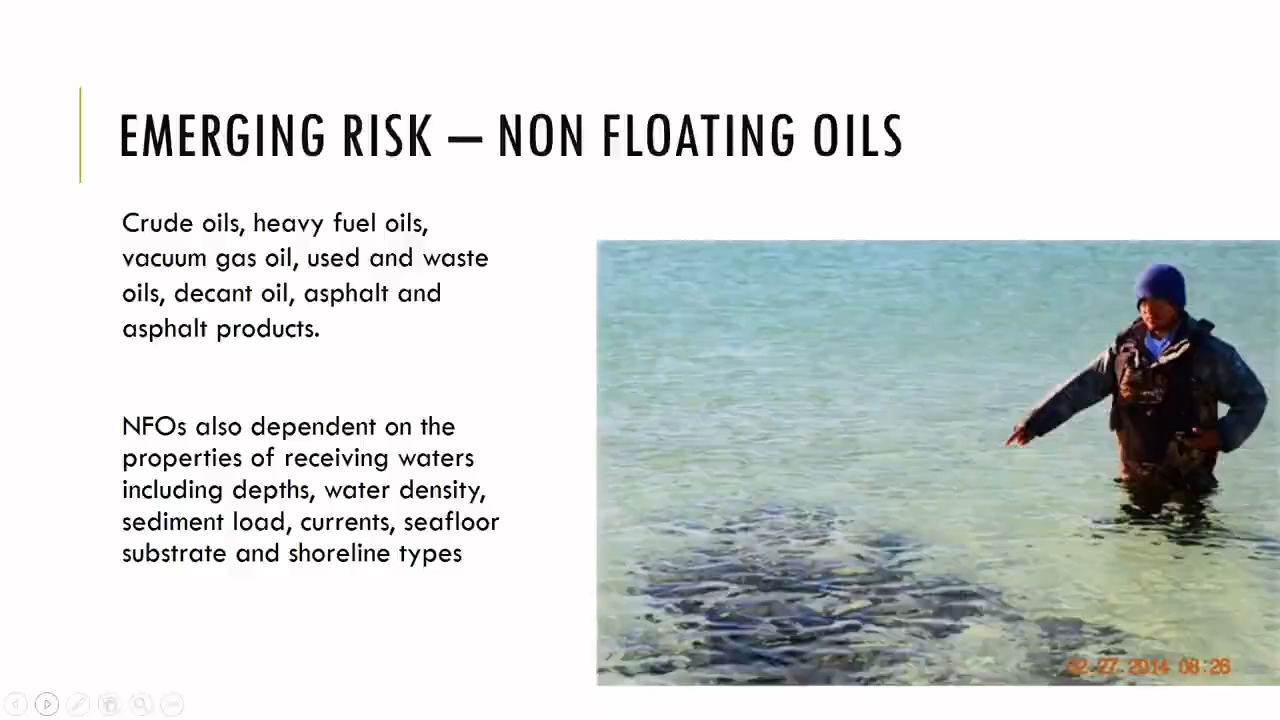 EMERGING RISK – NON FLOATING OILS
Crude oils, heavy fuel oils,
vacuum gas oil, used and waste
oils, decant oil, asphalt and
asphalt products.
NFOs also dependent on the
properties of receiving waters
including depths, water density,
sediment load, currents, seafloor
substrate and shoreline types
02.27.2014 08:26